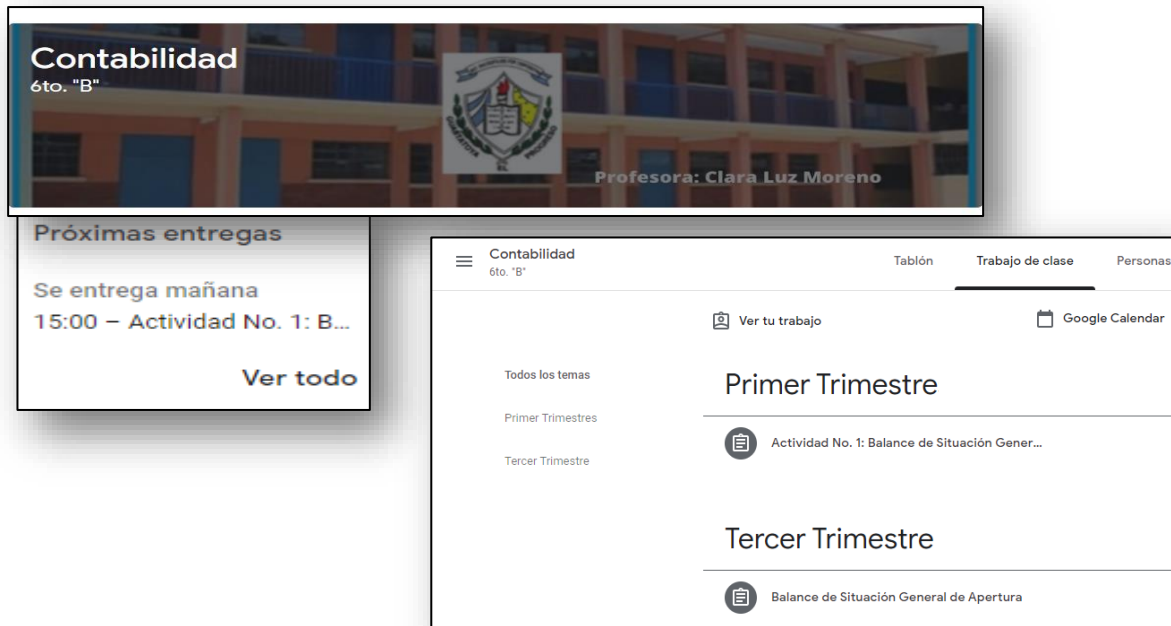 Contabilidad
6to. "B"
Profesora: Clara Luz Moreno
Próximas entregas
Se entrega mañana
15:00 – Actividad No. 1: B...
Ver todo
Contabilidad
6to. "B"
Tablón
Trabajo de clase
Personas
Ver tu trabajo
Google Calendar
Todos los temas
Primer Trimestres
Tercer Trimestre
Primer Trimestre
Actividad No. 1: Balance de Situación Gener...
Tercer Trimestre
Balance de Situación General de Apertura